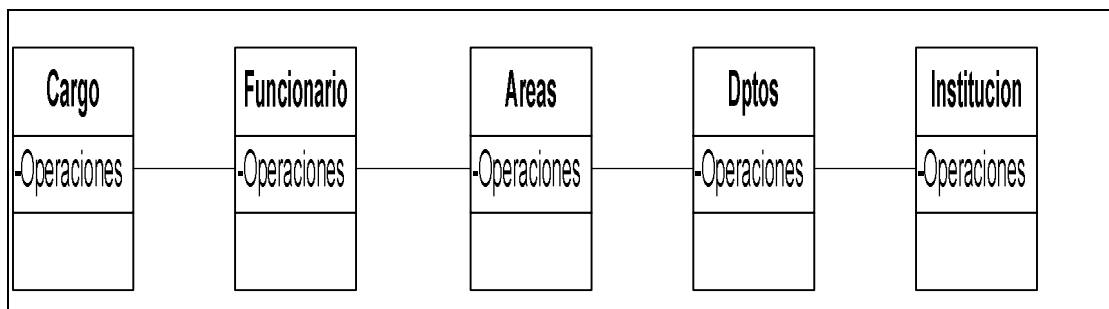 Cargo
Funcionario
Areas
Dptos
Institucion
-Operaciones
-Operaciones
-Operaciones
-Operaciones
-Operaciones